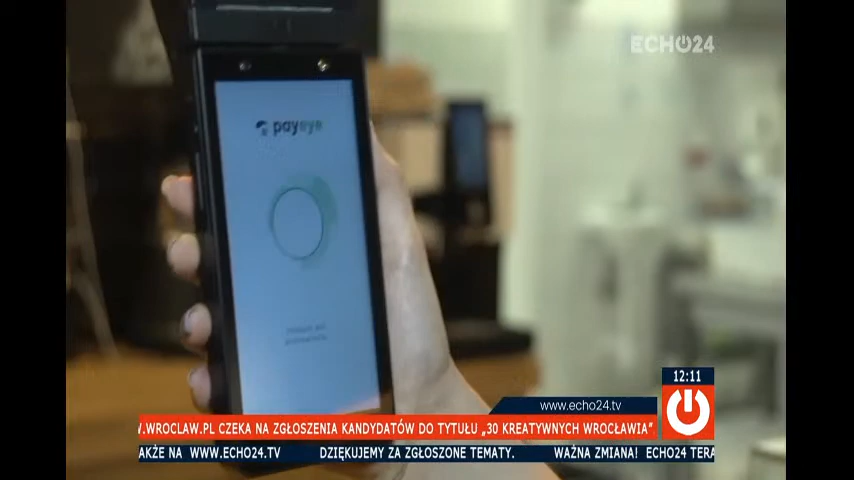 ECHO24
payeye
12:11
www.echo24.tv
.WROCLAW.PL CZEKA NA ZGŁOSZENIA KANDYDATÓW DO TYTUŁU „30 KREATYWNYCH WROCŁAWIA”.
AKŻE NA WWW.ECHO24.TV DZIĘKUJEMY ZA ZGŁOSZONE TEMATY. WAŻNA ZMIANA! ECHO24 TERA